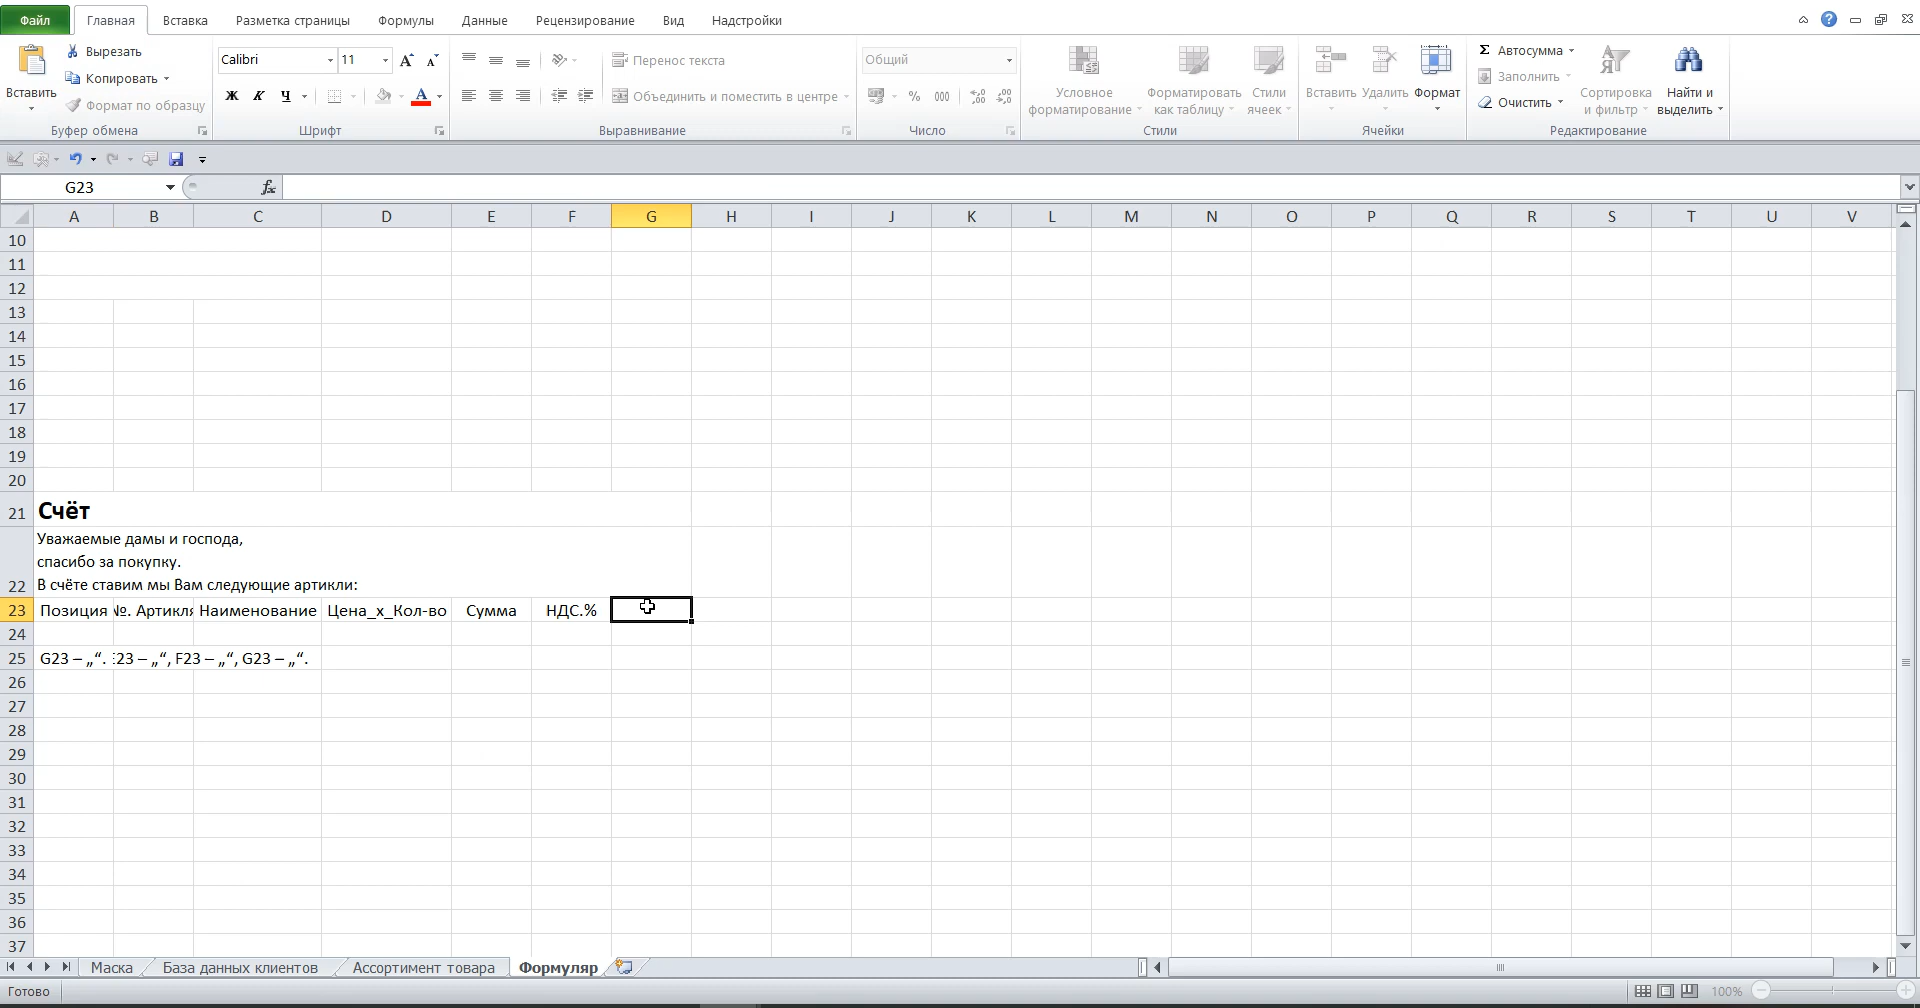 Файл Главная Вставка Разметка страницы Формулы Данные Рецензирование Вид Надстройки
Вставить
Вырезать
Копировать
Формат по образцу
Буфер обмена
Calibri 11
Ж К Ч А
Шрифт
Перенос текста
Объединить и поместить в центре
Выравнивание
Общий
% 000
Число
Условное форматирование
Форматировать как таблицу
Стили ячеек
Стили
Вставить Удалить Формат
Ячейки
Σ Автосумма
Заполнить
Очистить
Сортировка и фильтр
Найти и выделить
Редактирование
G23 fx
A B C D E F G H I J K L M N O P Q R S T U V
10
11
12
13
14
15
16
17
18
19
20
21 Счёт
Уважаемые дамы и господа,
спасибо за покупку.
22 В счёте ставим мы Вам следующие артикли:
23 Позиция №. Артикля Наименование Цена_х_Кол-во Сумма НДС.%
24
25 G23 – „“. E23 – „“, F23 – „“, G23 – „“.
26
27
28
29
30
31
32
33
34
35
36
37
Маска База данных клиентов Ассортимент товара Формуляр
Готово 100%